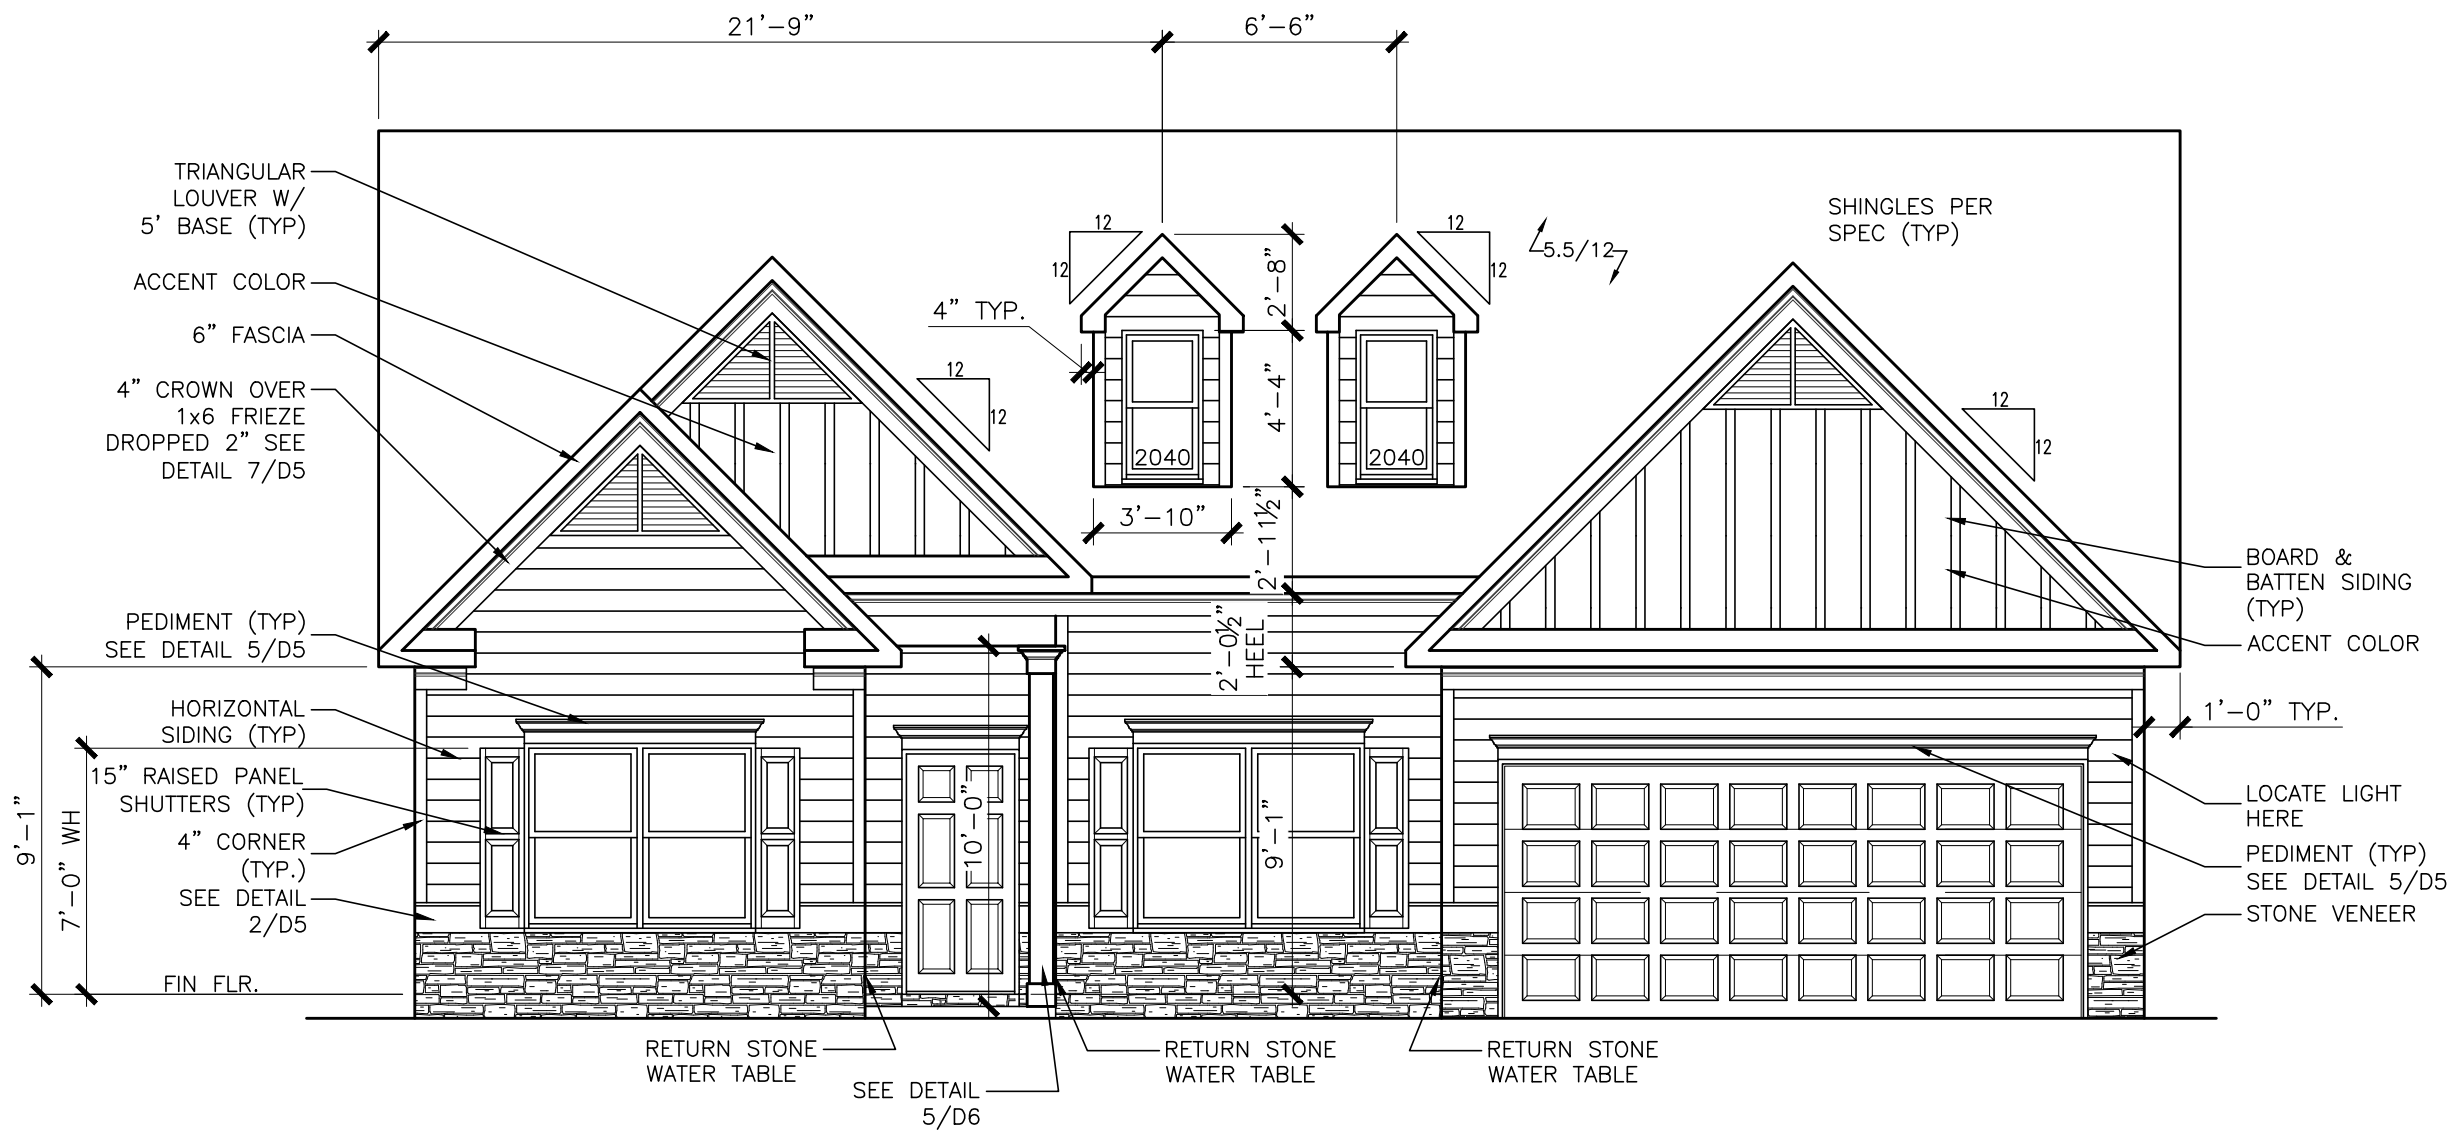 21'-9"
6'-6"
TRIANGULAR
LOUVER W/
5' BASE (TYP)
ACCENT COLOR
6" FASCIA
4" CROWN OVER
1x6 FRIEZE
DROPPED 2" SEE
DETAIL 7/D5
PEDIMENT (TYP)
SEE DETAIL 5/D5
HORIZONTAL
SIDING (TYP)
15" RAISED PANEL
SHUTTERS (TYP)
4" CORNER
(TYP.)
SEE DETAIL
2/D5
FIN FLR.
9'-1"
7'-0" WH
12
12
4" TYP.
12
12
2040
3'-10"
2'-8"
4'-4"
2'-11½"
2'-0½"
HEEL
9'-1"
10'-0"
12
12
2040
5.5/12
SHINGLES PER
SPEC (TYP)
12
12
BOARD &
BATTEN SIDING
(TYP)
ACCENT COLOR
1'-0" TYP.
LOCATE LIGHT
HERE
PEDIMENT (TYP)
SEE DETAIL 5/D5
STONE VENEER
RETURN STONE
WATER TABLE
SEE DETAIL
5/D6
RETURN STONE
WATER TABLE
RETURN STONE
WATER TABLE